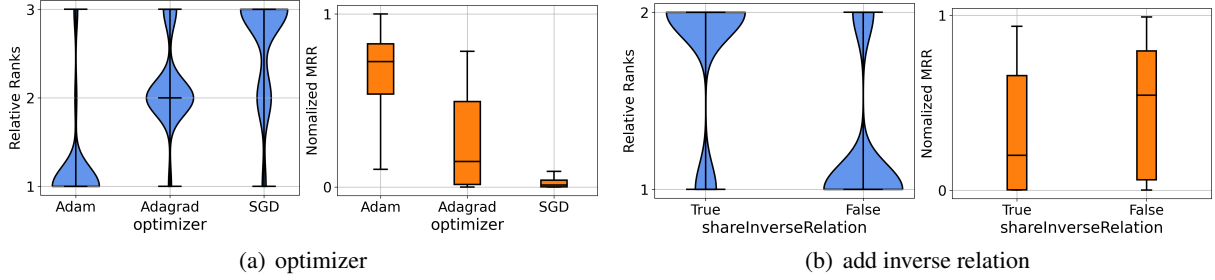 Relative Ranks
3
2
1
Adam Adagrad SGD
optimizer
Nomalized MRR
1
0
Adam Adagrad SGD
optimizer
(a) optimizer
Relative Ranks
2
1
True False
shareInverseRelation
Nomalized MRR
1
0
True False
shareInverseRelation
(b) add inverse relation